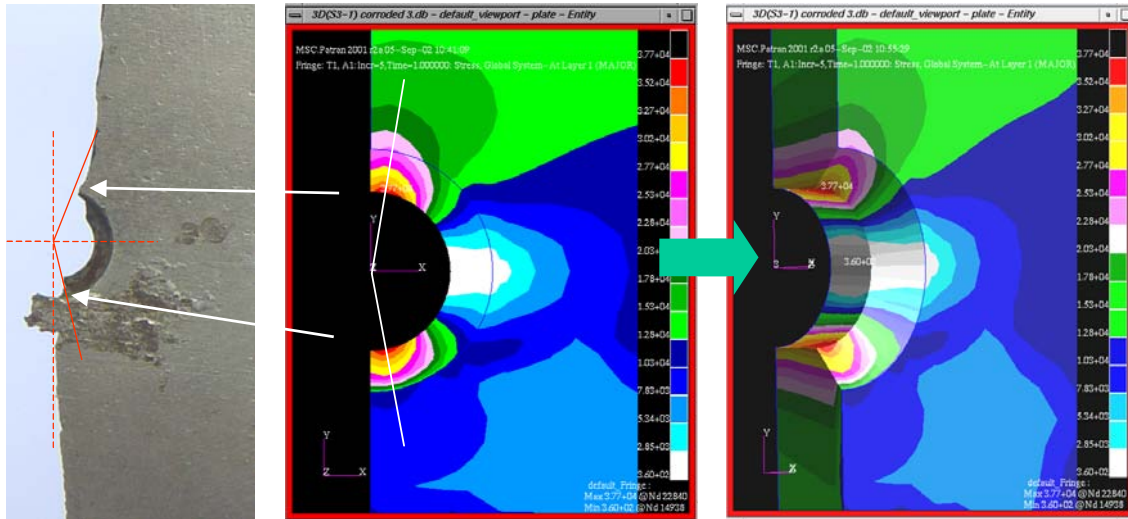 3D(S3-1) corroded 3.db - default_viewport - plate - Entity
MSC.Patran 2001 r2a 05-Sep-02 10:41:09
Fringe: T1, A1:Incr=5,Time=1.000000: Stress, Global System-At Layer 1 (MAJOR)
3.77+04
3.52+04
3.27+04
3.02+04
2.77+04
2.53+04
2.28+04
2.03+04
1.78+04
1.53+04
1.28+04
1.03+04
7.83+03
5.34+03
2.85+03
3.60+02
Y
Z
X
Y
Z
X
default_Fringe :
Max 3.77+04 @Nd 22840
Min 3.60+02 @Nd 14938
3D(S3-1) corroded 3.db - default_viewport - plate - Entity
MSC.Patran 2001 r2a 05-Sep-02 10:55:29
Fringe: T1, A1:Incr=5,Time=1.000000: Stress, Global System-At Layer 1 (MAJOR)
3.77+04
3.52+04
3.27+04
3.02+04
2.77+04
2.53+04
2.28+04
2.03+04
1.78+04
1.53+04
1.28+04
1.03+04
7.83+03
5.34+03
2.85+03
3.60+02
3.77+04
3.60+02
Y
Y
default_Fringe :
Max 3.77+04 @Nd 22840
Min 3.60+02 @Nd 14938